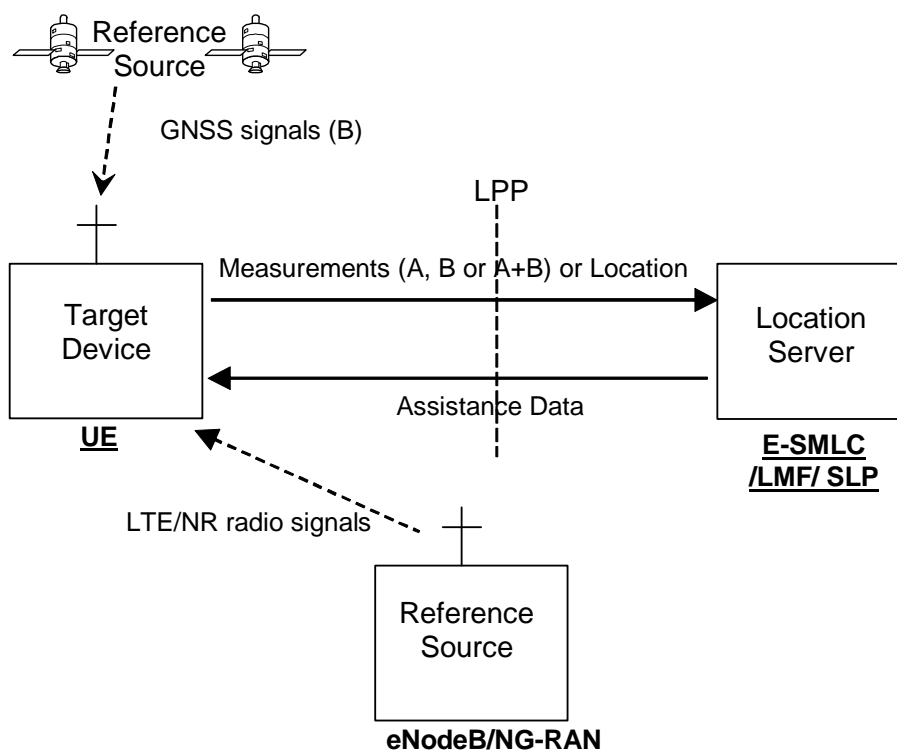 Reference
Source
GNSS signals (B)
LPP
Measurements (A, B or A+B) or Location
Target
Device
Location
Server
Assistance Data
UE
E-SMLC
/LMF/ SLP
LTE/NR radio signals
Reference
Source
eNodeB/NG-RAN